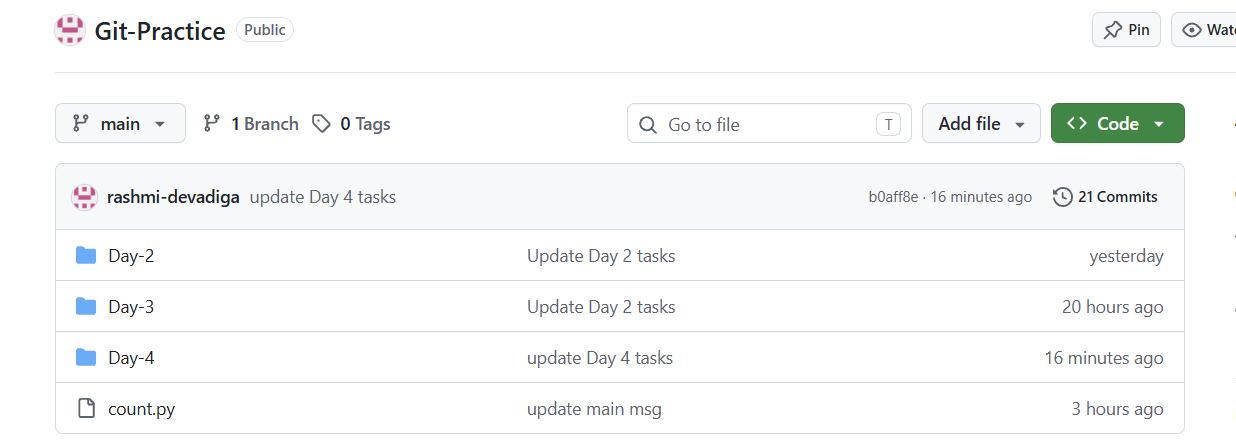 Git-Practice Public Pin
main 1 Branch 0 Tags Go to file T Add file Code
rashmi-devadiga update Day 4 tasks b0aff8e · 16 minutes ago 21 Commits
Day-2 Update Day 2 tasks yesterday
Day-3 Update Day 2 tasks 20 hours ago
Day-4 update Day 4 tasks 16 minutes ago
count.py update main msg 3 hours ago